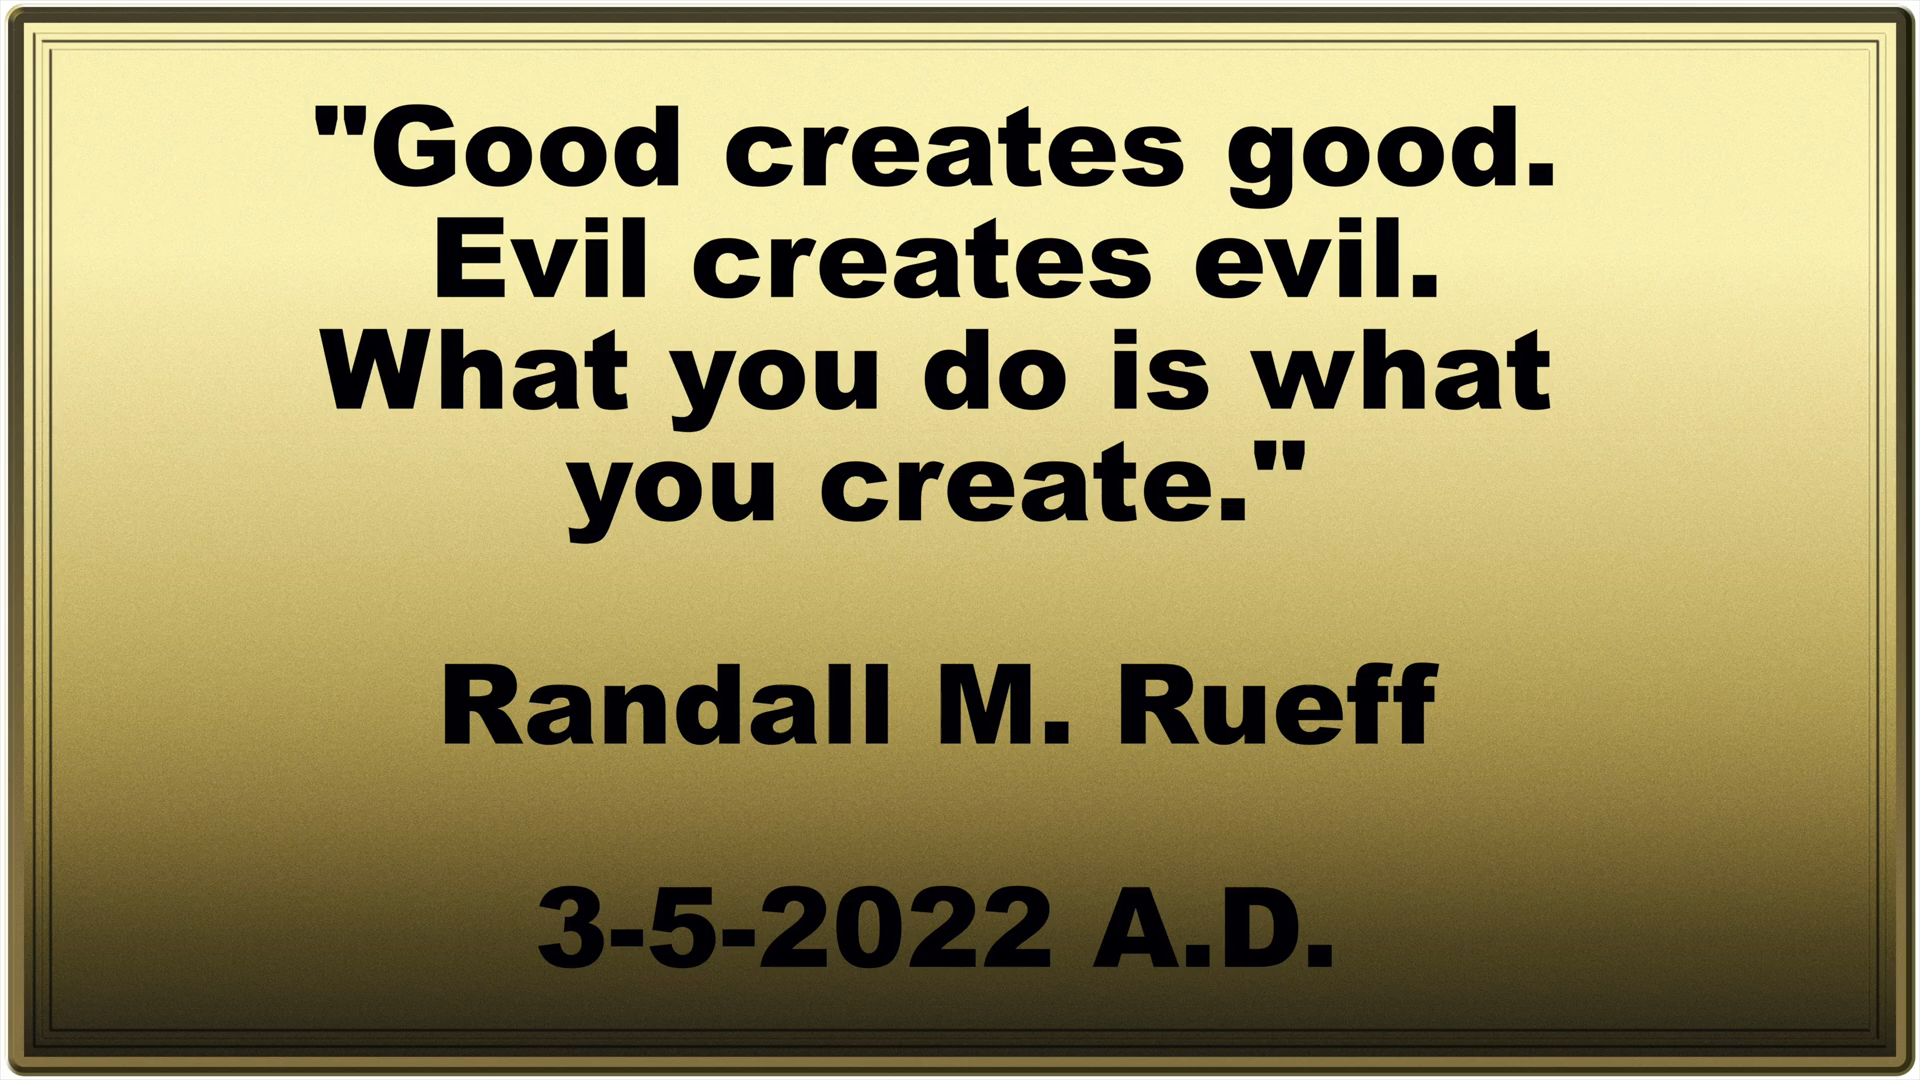 "Good creates good.
Evil creates evil.
What you do is what
you create."
Randall M. Rueff
3-5-2022 A.D.